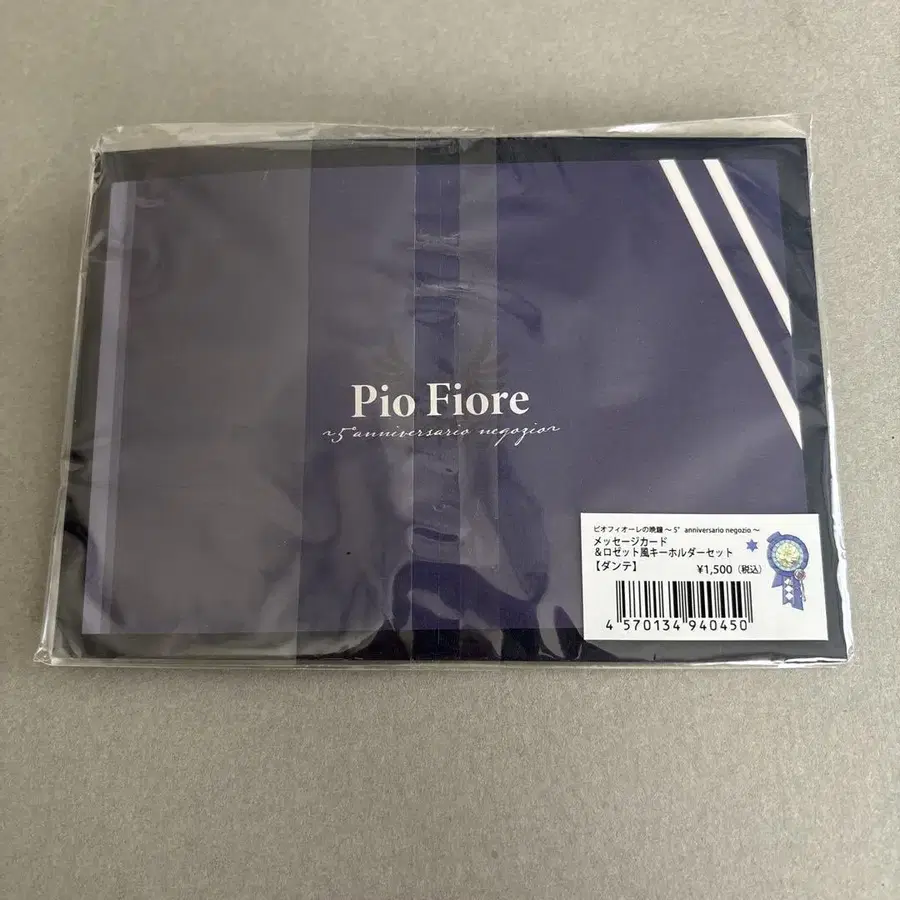 Pio Fiore
～5°anniversario negozio～
ピオフィオーレの晩鐘 ～ 5° anniversario negozio ～
メッセージカード
&ロゼット風キーホルダーセット
【ダンテ】 ¥1,500（税込）
4 570134 940450